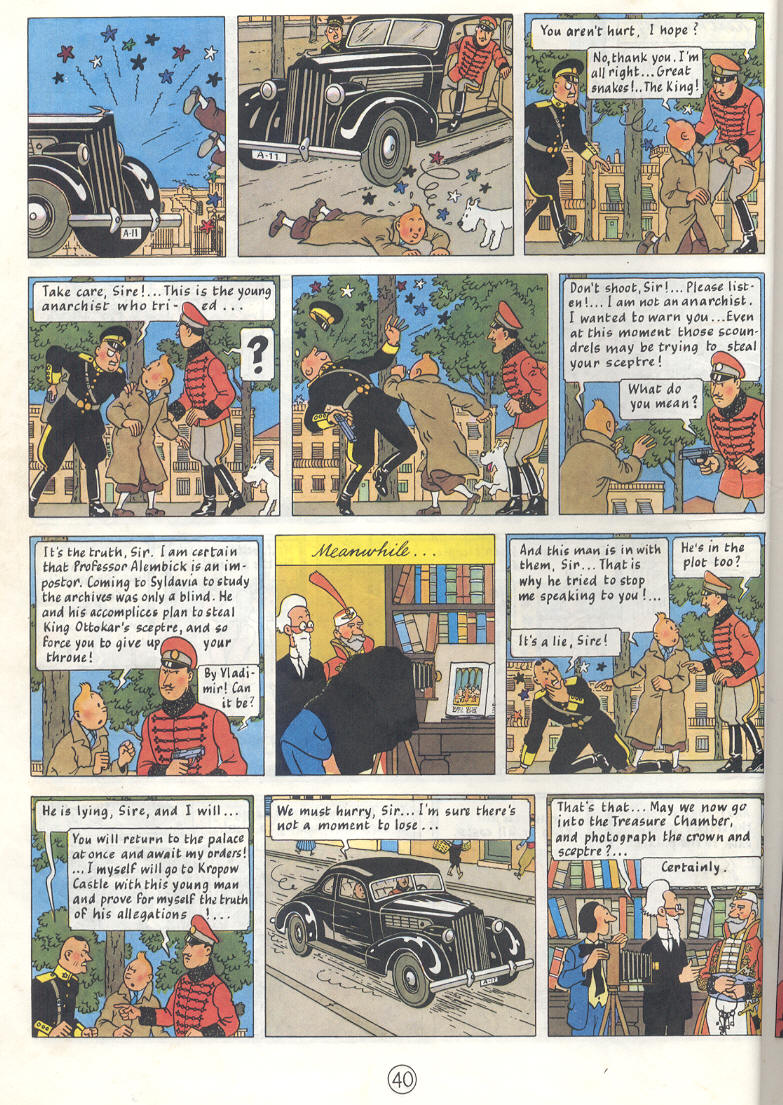 A-11
A-11
You aren't hurt, I hope?
No, thank you. I'm
all right... Great
snakes!.. The King!
Take care, Sire!... This is the young
anarchist who tri- ed...
?
Don't shoot, Sir!... Please list-
en!... I am not an anarchist.
I wanted to warn you... Even
at this moment those scoun-
drels may be trying to steal
your sceptre!
What do
you mean?
It's the truth, Sir. I am certain
that Professor Alembick is an im-
postor. Coming to Syldavia to study
the archives was only a blind. He
and his accomplices plan to steal
King Ottokar's sceptre, and so
force you to give up your
throne!
By Vladi-
mir! Can
it be?
Meanwhile...
And this man is in with
them, Sir... That is
why he tried to stop
me speaking to you!...
He's in the
plot too?
It's a lie, Sire!
He is lying, Sire, and I will...
You will return to the palace
at once and await my orders!
... I myself will go to Kropow
Castle with this young man
and prove for myself the truth
of his allegations !...
We must hurry, Sir... I'm sure there's
not a moment to lose...
That's that... May we now go
into the Treasure Chamber,
and photograph the crown and
sceptre?...
Certainly.
40